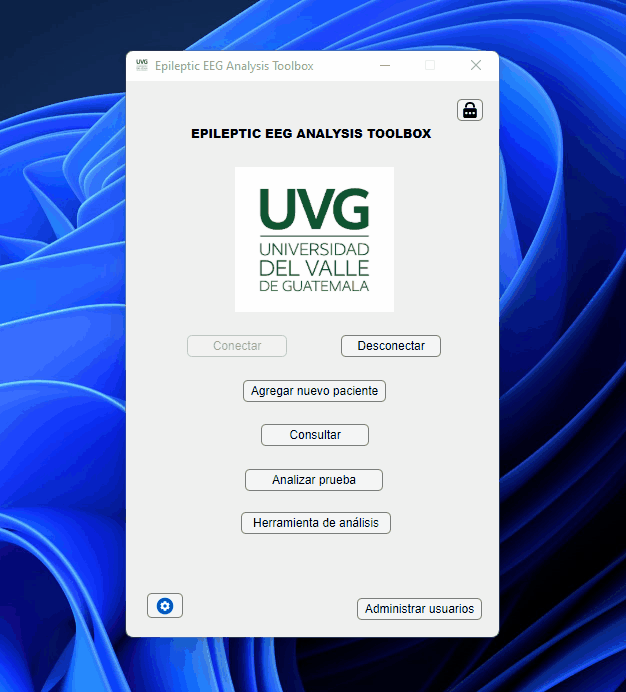 UVG
Epileptic EEG Analysis Toolbox
EPILEPTIC EEG ANALYSIS TOOLBOX
UVG
UNIVERSIDAD
DEL VALLE
DE GUATEMALA
Conectar
Desconectar
Agregar nuevo paciente
Consultar
Analizar prueba
Herramienta de análisis
Administrar usuarios